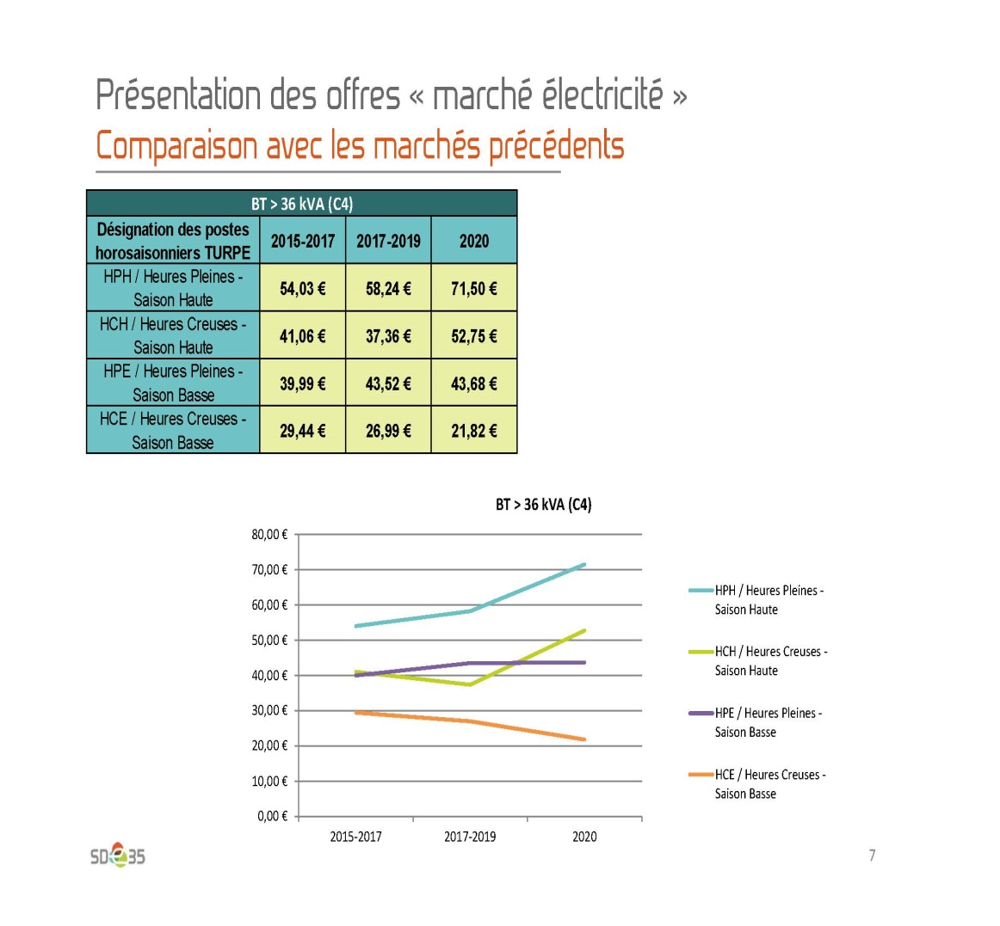 Présentation des offres « marché électricité »
Comparaison avec les marchés précédents
BT > 36 kVA (C4)
Désignation des postes
horosaisonniers TURPE
2015-2017
2017-2019
2020
HPH / Heures Pleines -
Saison Haute
54,03 €
58,24 €
71,50 €
HCH / Heures Creuses -
Saison Haute
41,06 €
37,36 €
52,75 €
HPE / Heures Pleines -
Saison Basse
39,99 €
43,52 €
43,68 €
HCE / Heures Creuses -
Saison Basse
29,44 €
26,99 €
21,82 €
BT > 36 kVA (C4)
80,00 €
70,00 €
60,00 €
50,00 €
40,00 €
30,00 €
20,00 €
10,00 €
0,00 €
2015-2017
2017-2019
2020
HPH / Heures Pleines -
Saison Haute
HCH / Heures Creuses -
Saison Haute
HPE / Heures Pleines -
Saison Basse
HCE / Heures Creuses -
Saison Basse
SDe35
7